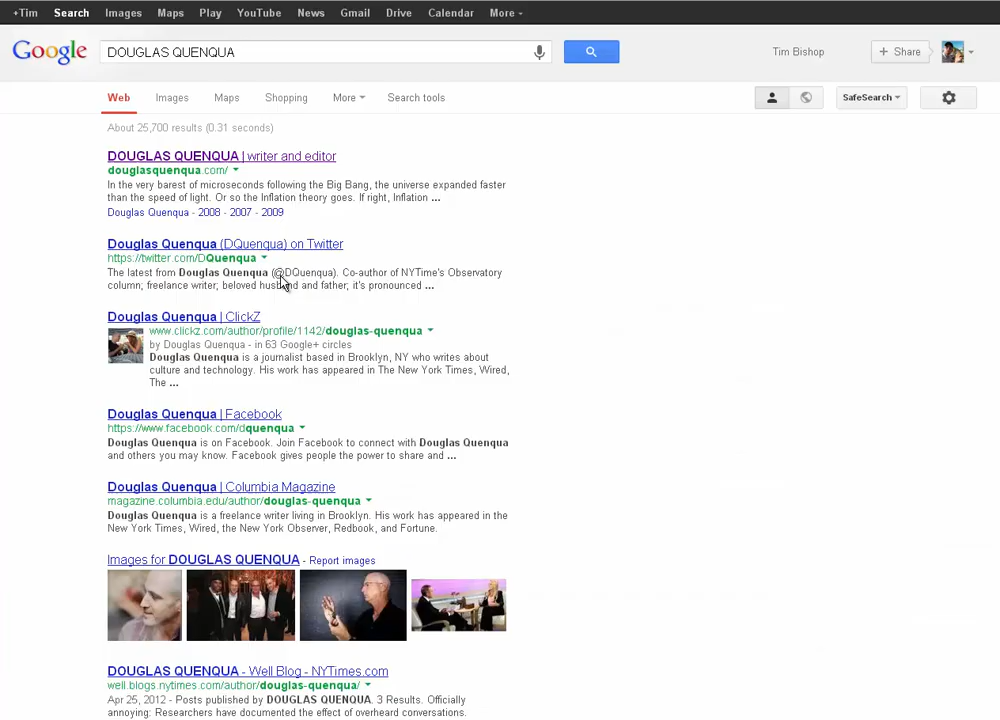 +Tim Search Images Maps Play YouTube News Gmail Drive Calendar More
Google DOUGLAS QUENQUA Tim Bishop + Share
Web Images Maps Shopping More Search tools SafeSearch
About 25,700 results (0.31 seconds)
DOUGLAS QUENQUA | writer and editor
douglasquenqua.com/
In the very barest of microseconds following the Big Bang, the universe expanded faster
than the speed of light. Or so the Inflation theory goes. If right, Inflation ...
Douglas Quenqua - 2008 - 2007 - 2009
Douglas Quenqua (DQuenqua) on Twitter
https://twitter.com/DQuenqua
The latest from Douglas Quenqua (@DQuenqua). Co-author of NYTime's Observatory
column; freelance writer; beloved husband and father; it's pronounced ...
Douglas Quenqua | ClickZ
www.clickz.com/author/profile/1142/douglas-quenqua
by Douglas Quenqua - in 63 Google+ circles
Douglas Quenqua is a journalist based in Brooklyn, NY who writes about
culture and technology. His work has appeared in The New York Times, Wired,
The ...
Douglas Quenqua | Facebook
https://www.facebook.com/dquenqua
Douglas Quenqua is on Facebook. Join Facebook to connect with Douglas Quenqua
and others you may know. Facebook gives people the power to share and ...
Douglas Quenqua | Columbia Magazine
magazine.columbia.edu/author/douglas-quenqua
Douglas Quenqua is a freelance writer living in Brooklyn. His work has appeared in the
New York Times, Wired, the New York Observer, Redbook, and Fortune.
Images for DOUGLAS QUENQUA - Report images
DOUGLAS QUENQUA - Well Blog - NYTimes.com
well.blogs.nytimes.com/author/douglas-quenqua/
Apr 25, 2012 - Posts published by DOUGLAS QUENQUA. 3 Results. Officially
annoying: Researchers have documented the effect of overheard conversations.